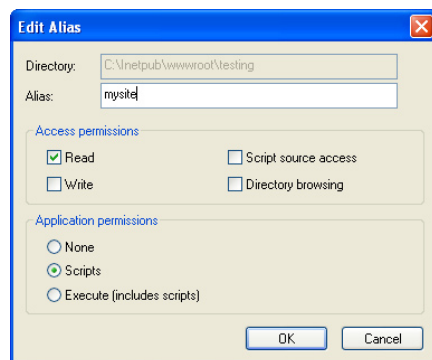 Edit Alias
Directory: C:\Inetpub\wwwroot\testing
Alias: mysite
Access permissions
Read Script source access
Write Directory browsing
Application permissions
None
Scripts
Execute (includes scripts)
OK Cancel